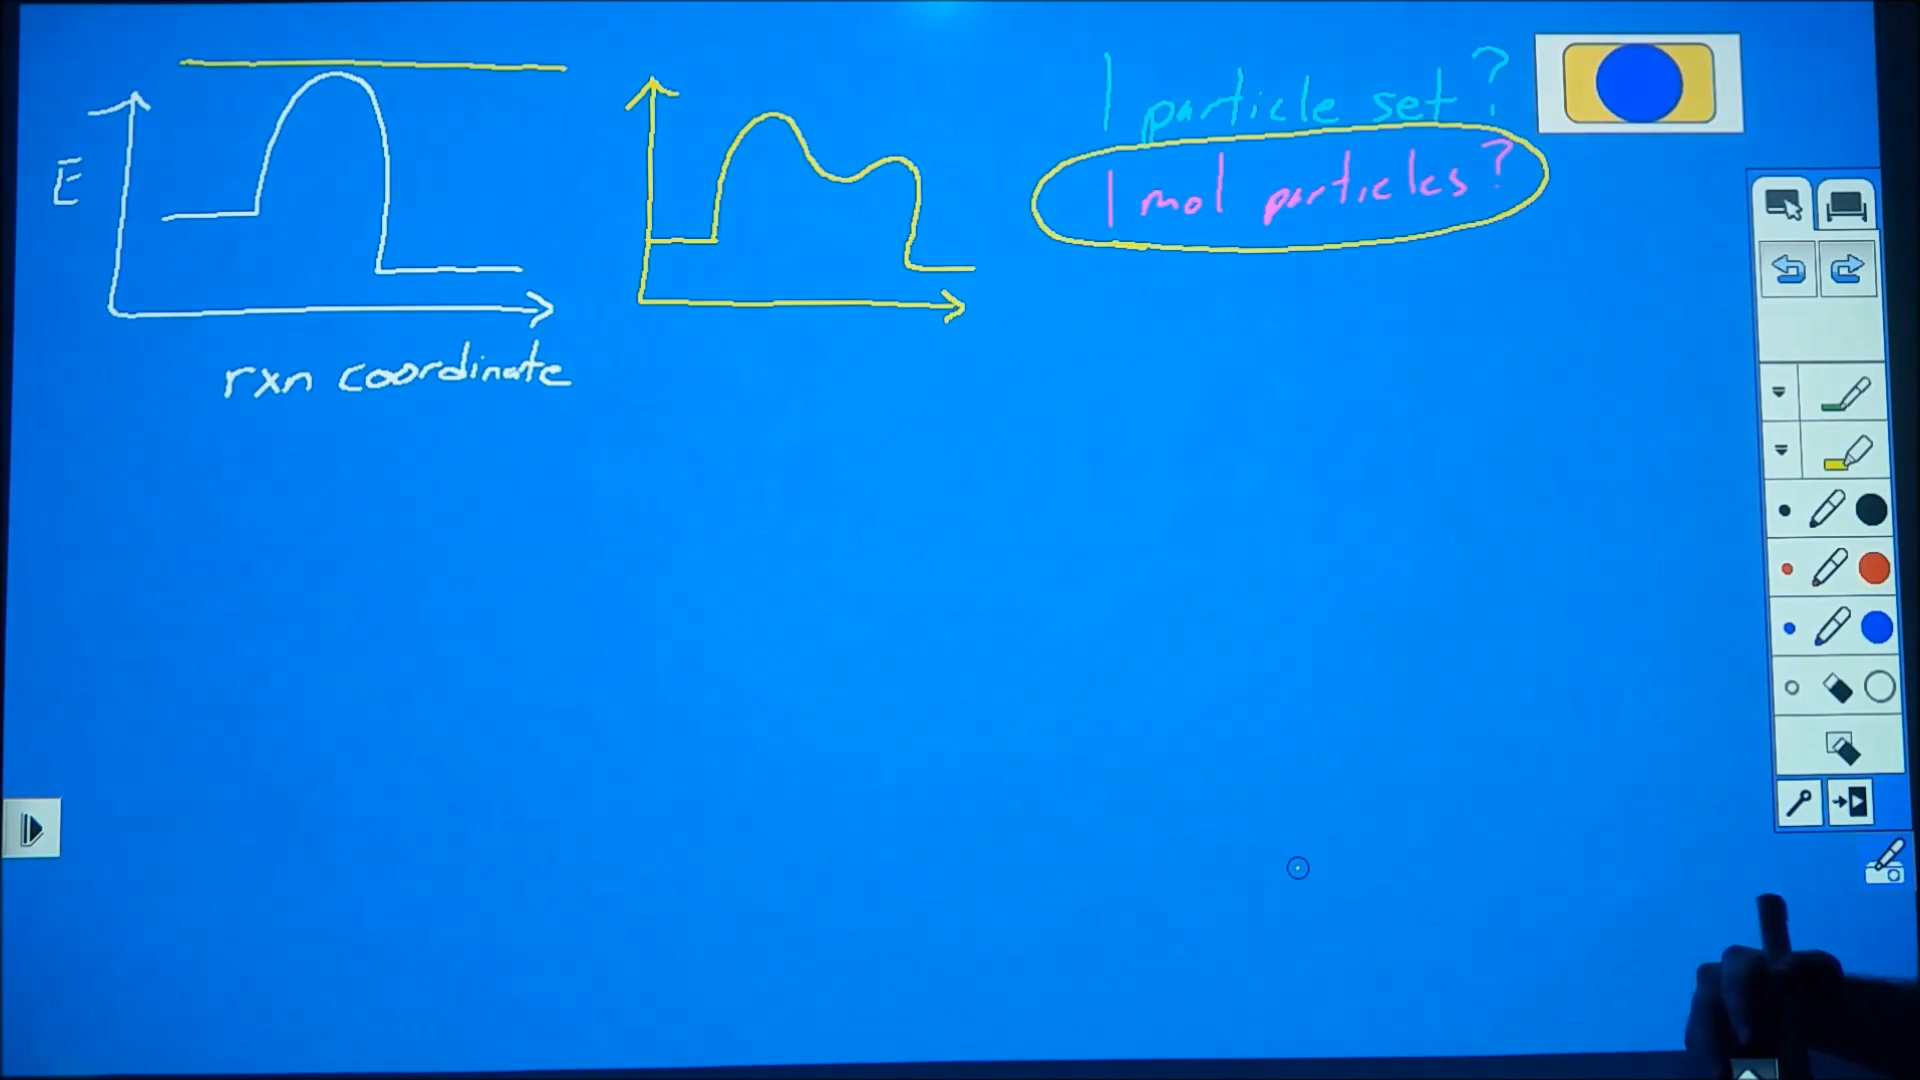 E
rxn coordinate
1 particle set?
1 mol particles?